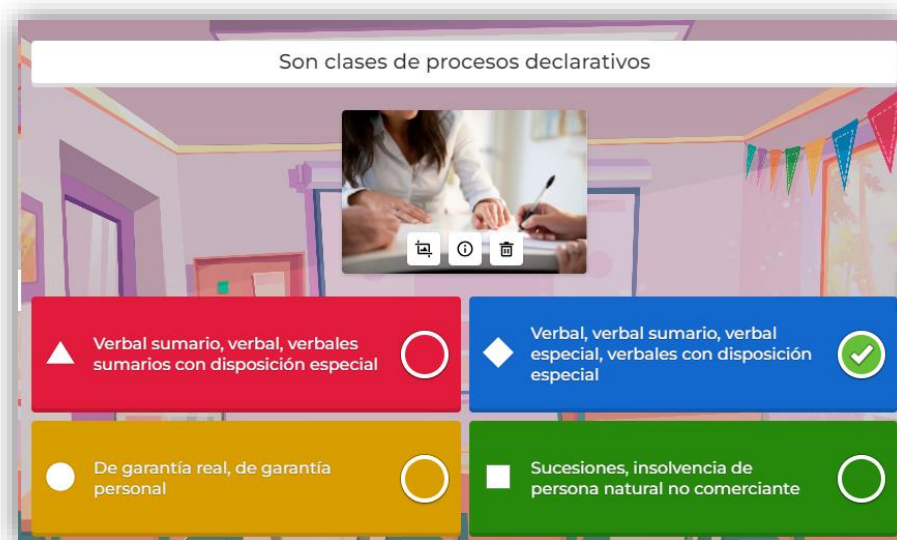 Son clases de procesos declarativos
Verbal sumario, verbal, verbales
sumarios con disposición especial
Verbal, verbal sumario, verbal
especial, verbales con disposición
especial
De garantía real, de garantía
personal
Sucesiones, insolvencia de
persona natural no comerciante